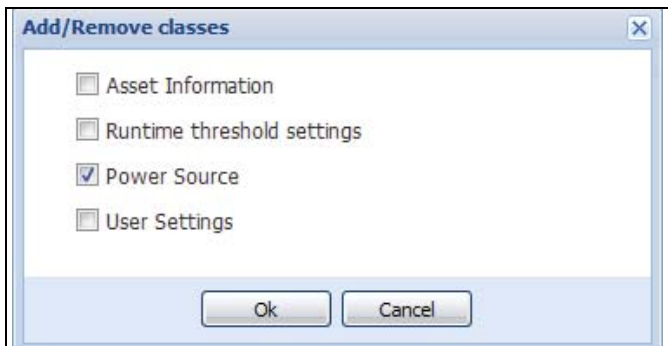 Add/Remove classes
Asset Information
Runtime threshold settings
Power Source
User Settings
Ok Cancel